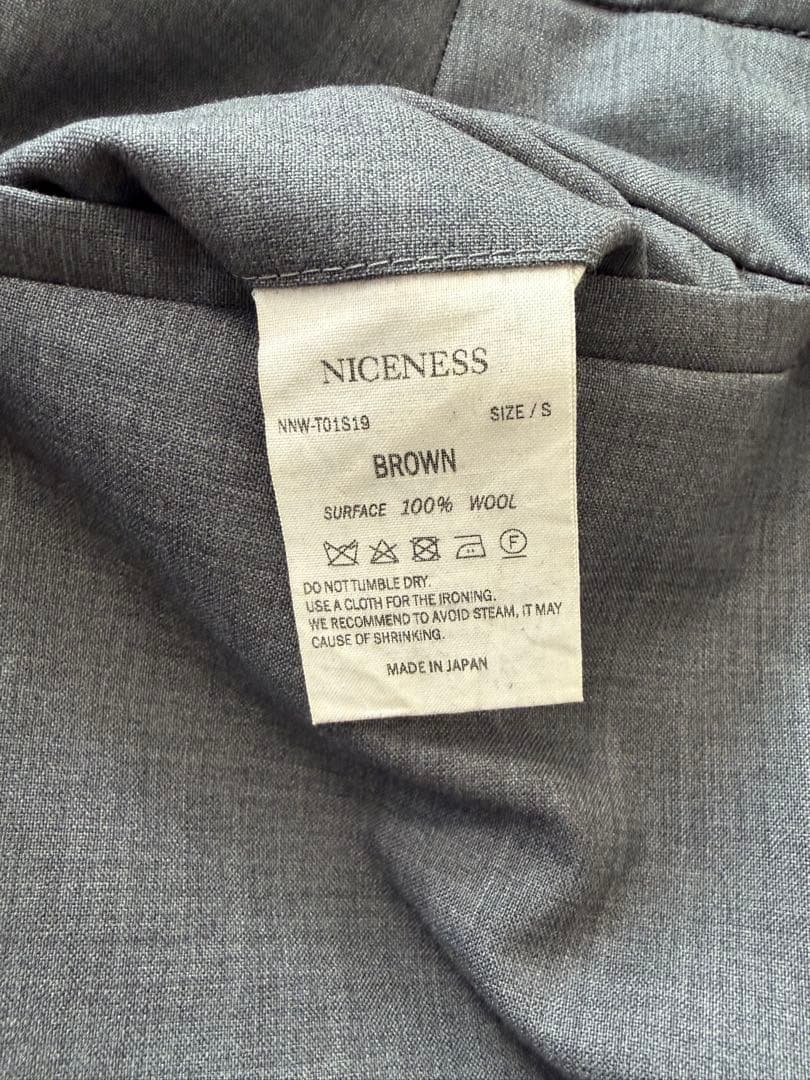 NICENESS
NNW-T01S19 SIZE / S
BROWN
SURFACE 100% WOOL
F
DO NOT TUMBLE DRY.
USE A CLOTH FOR THE IRONING.
WE RECOMMEND TO AVOID STEAM, IT MAY
CAUSE OF SHRINKING.
MADE IN JAPAN